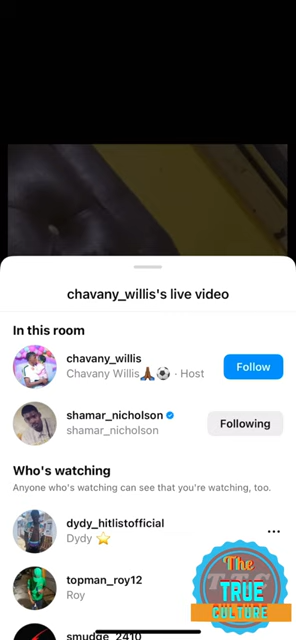 chavany_willis's live video
In this room
chavany_willis
Chavany Willis🙏🏾⚽ · Host
Follow
shamar_nicholson
shamar_nicholson
Following
Who's watching
Anyone who's watching can see that you're watching, too.
dydy_hitlistofficial
Dydy ⭐
topman_roy12
Roy
smudge_2410
The
T.T.C
TRUE
CULTURE